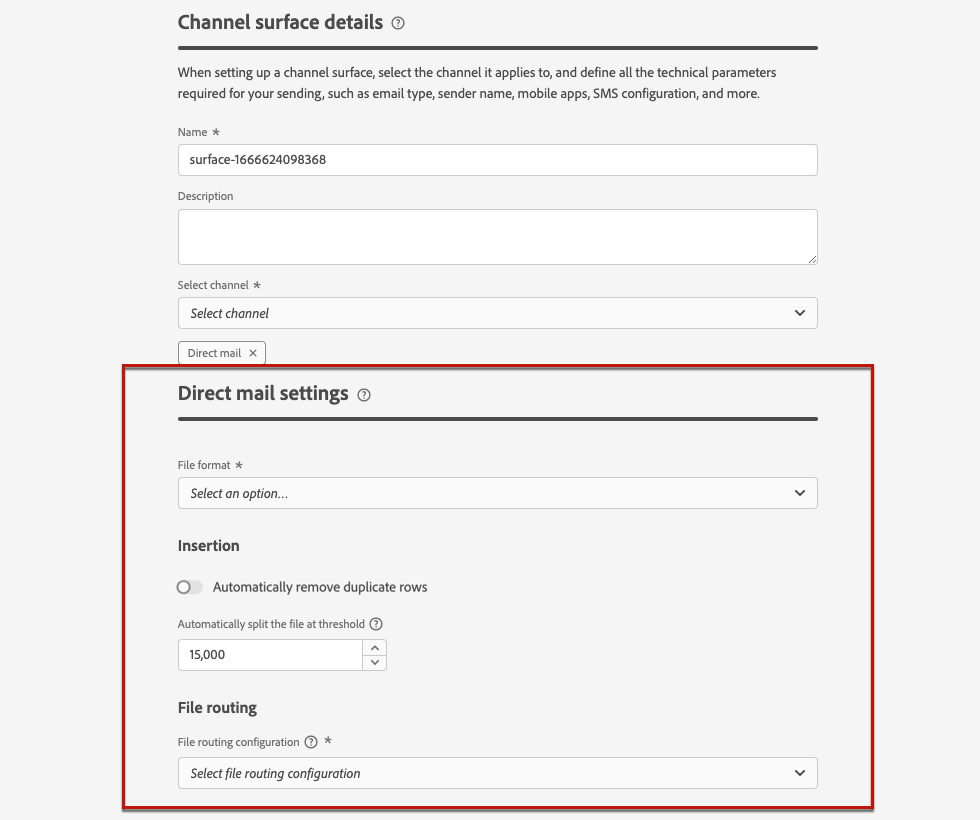 Channel surface details
When setting up a channel surface, select the channel it applies to, and define all the technical parameters
required for your sending, such as email type, sender name, mobile apps, SMS configuration, and more.
Name *
surface-1666624098368
Description
Select channel *
Select channel
Direct mail ×
Direct mail settings
File format *
Select an option...
Insertion
Automatically remove duplicate rows
Automatically split the file at threshold
15,000
File routing
File routing configuration *
Select file routing configuration